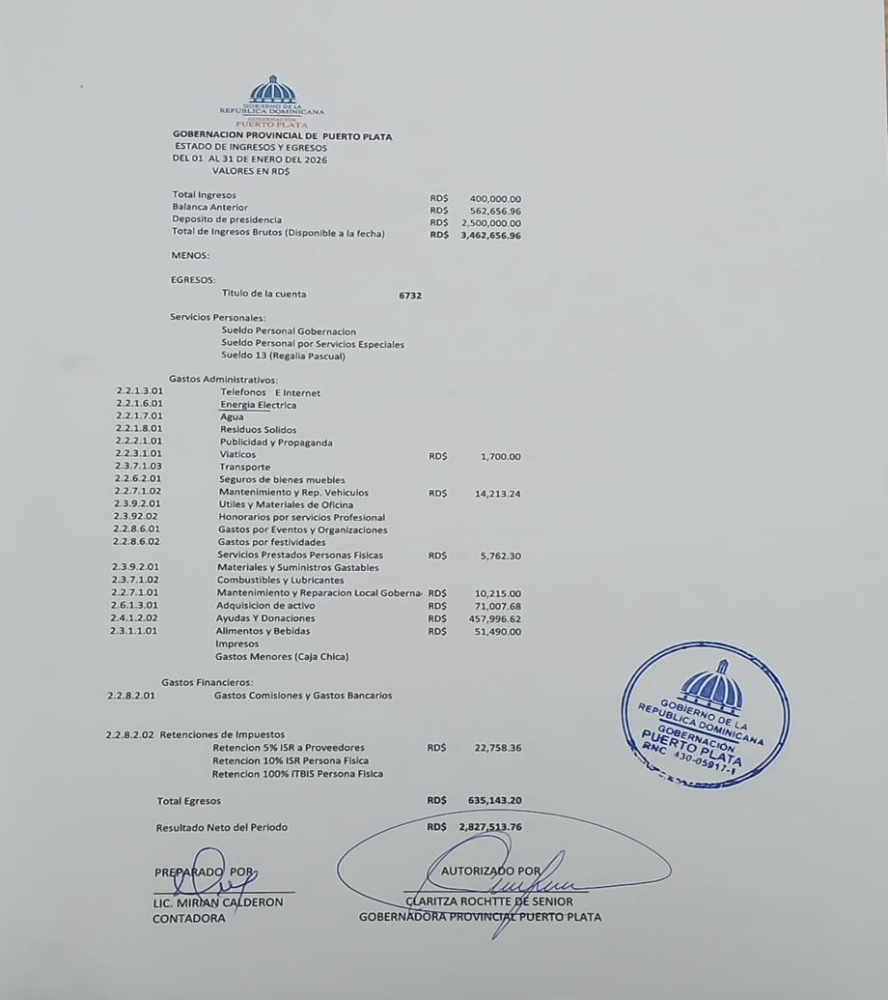 GOBIERNO DE LA
REPÚBLICA DOMINICANA
GOBERNACIÓN
PUERTO PLATA
GOBERNACION PROVINCIAL DE PUERTO PLATA
ESTADO DE INGRESOS Y EGRESOS
DEL 01 AL 31 DE ENERO DEL 2026
VALORES EN RD$
Total Ingresos RD$ 400,000.00
Balanca Anterior RD$ 562,656.96
Deposito de presidencia RD$ 2,500,000.00
Total de Ingresos Brutos (Disponible a la fecha) RD$ 3,462,656.96
MENOS:
EGRESOS:
Titulo de la cuenta 6732
Servicios Personales:
Sueldo Personal Gobernacion
Sueldo Personal por Servicios Especiales
Sueldo 13 (Regalia Pascual)
Gastos Administrativos:
2.2.1.3.01 Telefonos E Internet
2.2.1.6.01 Energia Electrica
2.2.1.7.01 Agua
2.2.1.8.01 Residuos Solidos
2.2.2.1.01 Publicidad y Propaganda
2.2.3.1.01 Viaticos RD$ 1,700.00
2.3.7.1.03 Transporte
2.2.6.2.01 Seguros de bienes muebles
2.2.7.1.02 Mantenimiento y Rep. Vehiculos RD$ 14,213.24
2.3.9.2.01 Utiles y Materiales de Oficina
2.3.92.02 Honorarios por servicios Profesional
2.2.8.6.01 Gastos por Eventos y Organizaciones
2.2.8.6.02 Gastos por festividades
Servicios Prestados Personas Fisicas RD$ 5,762.30
2.3.9.2.01 Materiales y Suministros Gastables
2.3.7.1.02 Combustibles y Lubricantes
2.2.7.1.01 Mantenimiento y Reparacion Local Goberna RD$ 10,215.00
2.6.1.3.01 Adquisicion de activo RD$ 71,007.68
2.4.1.2.02 Ayudas Y Donaciones RD$ 457,996.62
2.3.1.1.01 Alimentos y Bebidas RD$ 51,490.00
Impresos
Gastos Menores (Caja Chica)
Gastos Financieros:
2.2.8.2.01 Gastos Comisiones y Gastos Bancarios
2.2.8.2.02 Retenciones de Impuestos
Retencion 5% ISR a Proveedores RD$ 22,758.36
Retencion 10% ISR Persona Fisica
Retencion 100% ITBIS Persona Fisica
Total Egresos RD$ 635,143.20
Resultado Neto del Periodo RD$ 2,827,513.76
GOBIERNO DE LA
REPÚBLICA DOMINICANA
GOBERNACIÓN
PUERTO PLATA
RNC 430-05917-1
PREPARADO POR AUTORIZADO POR
LIC. MIRIAN CALDERON CLARITZA ROCHTTE DE SENIOR
CONTADORA GOBERNADORA PROVINCIAL PUERTO PLATA